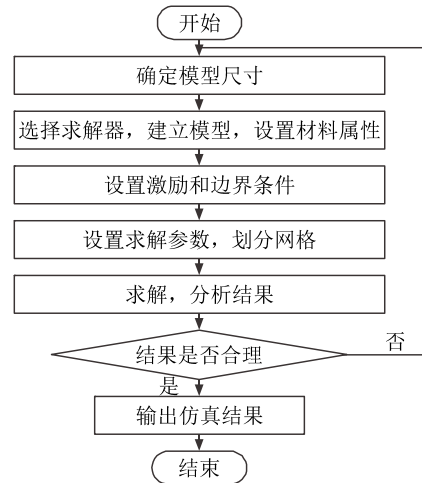 开始
确定模型尺寸
选择求解器，建立模型，设置材料属性
设置激励和边界条件
设置求解参数，划分网格
求解，分析结果
结果是否合理
否
是
输出仿真结果
结束